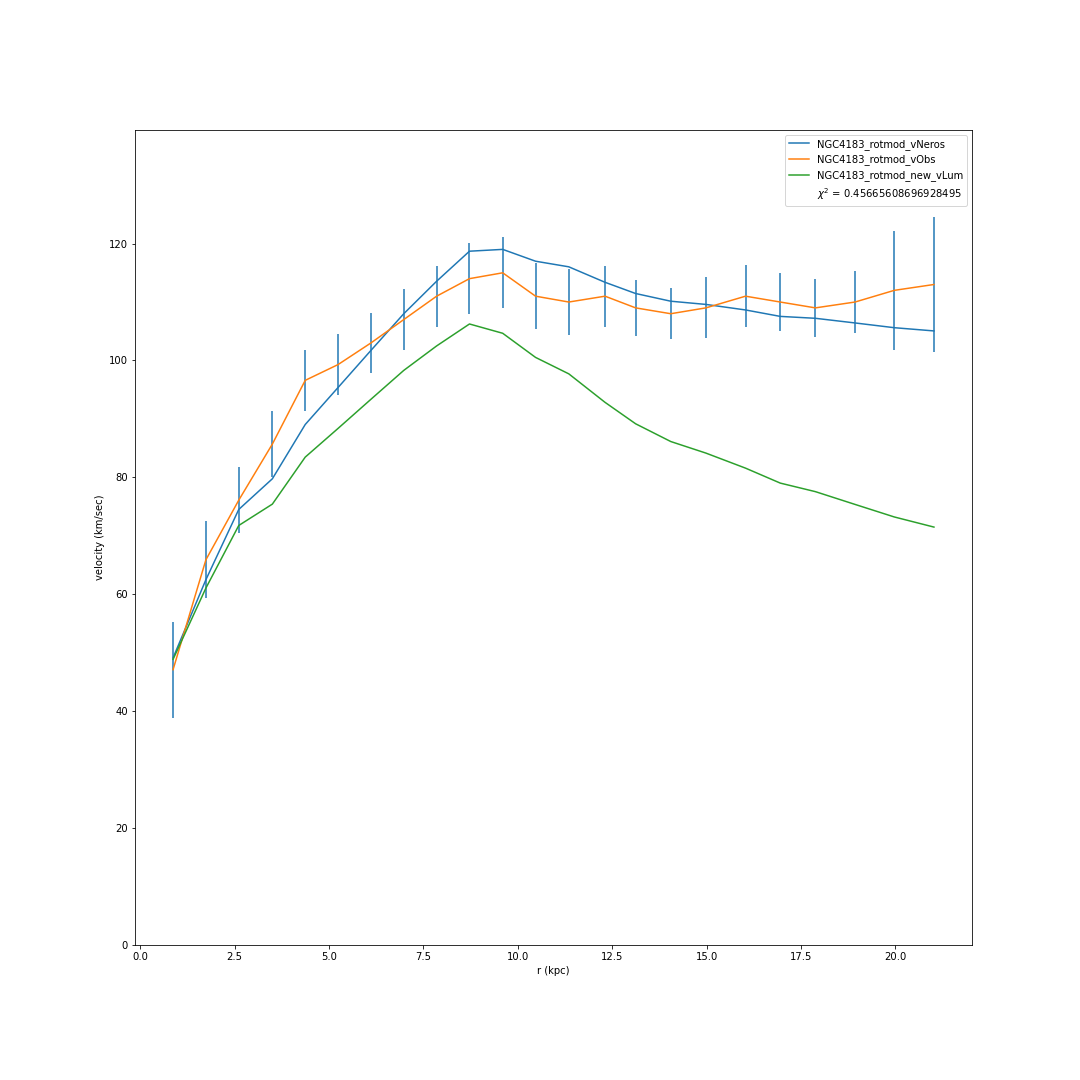 NGC4183_rotmod_vNeros
NGC4183_rotmod_vObs
NGC4183_rotmod_new_vLum
χ² = 0.45665608696928495
120
100
80
60
40
20
0
velocity (km/sec)
0.0 2.5 5.0 7.5 10.0 12.5 15.0 17.5 20.0
r (kpc)